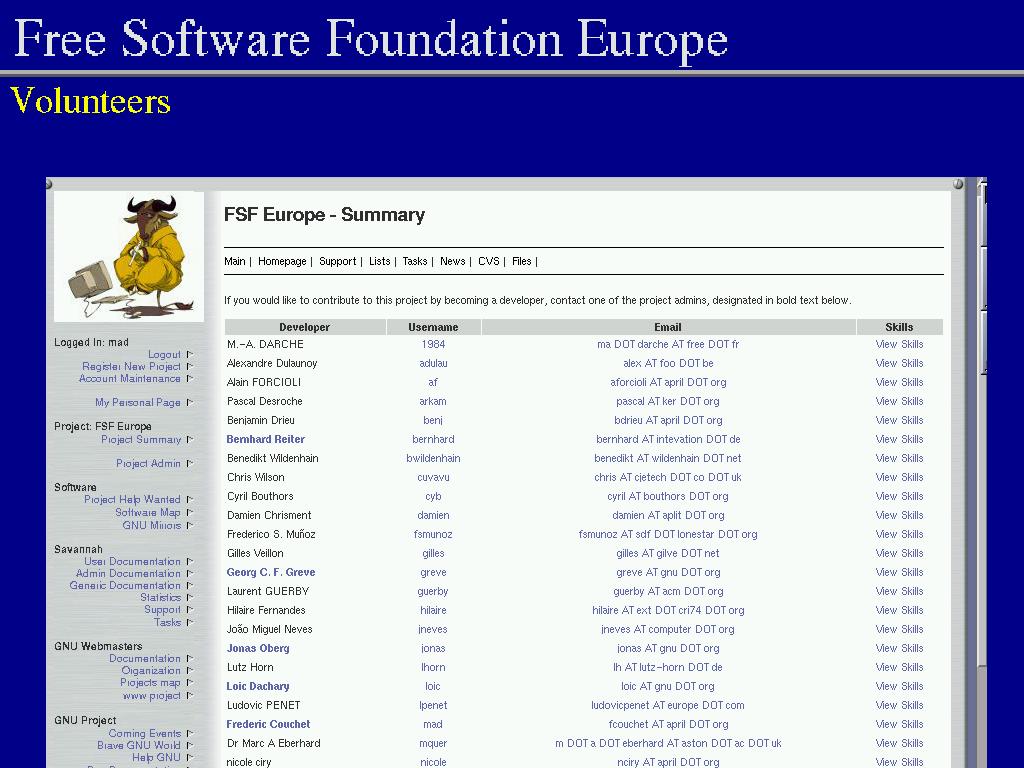 Free Software Foundation Europe
Volunteers
FSF Europe - Summary
Main | Homepage | Support | Lists | Tasks | News | CVS | Files |
If you would like to contribute to this project by becoming a developer, contact one of the project admins, designated in bold text below.
Logged In: mad
Logout
Register New Project
Account Maintenance
My Personal Page
Project: FSF Europe
Project Summary
Project Admin
Software
Project Help Wanted
Software Map
GNU Mirrors
Savannah
User Documentation
Admin Documentation
Generic Documentation
Statistics
Support
Tasks
GNU Webmasters
Documentation
Organization
Projects map
www project
GNU Project
Coming Events
Brave GNU World
Help GNU
Developer Username Email Skills
M.-A. DARCHE 1984 ma DOT darche AT free DOT fr View Skills
Alexandre Dulaunoy adulau alex AT foo DOT be View Skills
Alain FORCIOLI af aforcioli AT april DOT org View Skills
Pascal Desroche arkam pascal AT ker DOT org View Skills
Benjamin Drieu benj bdrieu AT april DOT org View Skills
Bernhard Reiter bernhard bernhard AT intevation DOT de View Skills
Benedikt Wildenhain bwildenhain benedikt AT wildenhain DOT net View Skills
Chris Wilson cuvavu chris AT cjetech DOT co DOT uk View Skills
Cyril Bouthors cyb cyril AT bouthors DOT org View Skills
Damien Chrisment damien damien AT aplit DOT org View Skills
Frederico S. Muñoz fsmunoz fsmunoz AT sdf DOT lonestar DOT org View Skills
Gilles Veillon gilles gilles AT gilve DOT net View Skills
Georg C. F. Greve greve greve AT gnu DOT org View Skills
Laurent GUERBY guerby guerby AT acm DOT org View Skills
Hilaire Fernandes hilaire hilaire AT ext DOT cri74 DOT org View Skills
João Miguel Neves jneves jneves AT computer DOT org View Skills
Jonas Oberg jonas jonas AT gnu DOT org View Skills
Lutz Horn lhorn lh AT lutz-horn DOT de View Skills
Loic Dachary loic loic AT gnu DOT org View Skills
Ludovic PENET lpenet ludovicpenet AT europe DOT com View Skills
Frederic Couchet mad fcouchet AT april DOT org View Skills
Dr Marc A Eberhard mquer m DOT a DOT eberhard AT aston DOT ac DOT uk View Skills
nicole ciry nicole nciry AT april DOT org View Skills